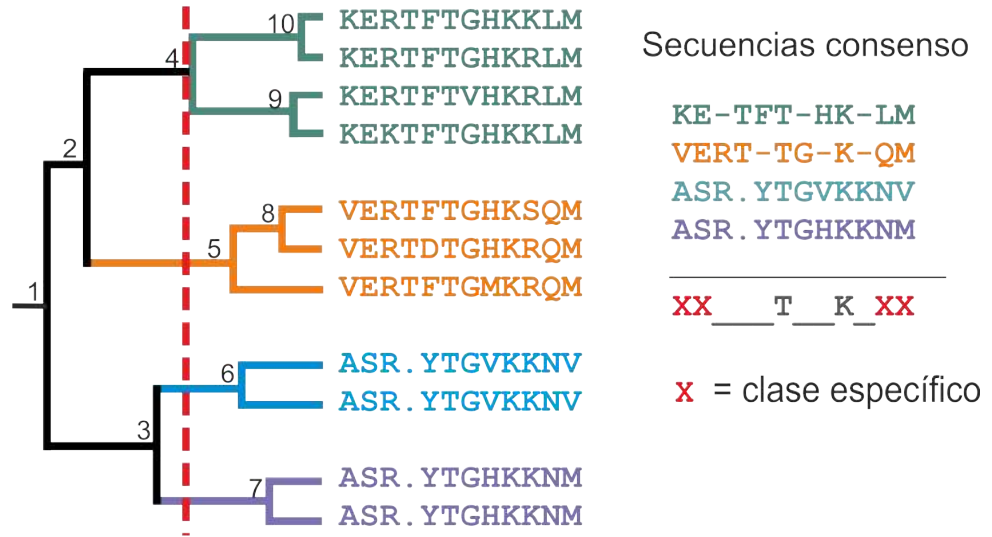 10
KERTFTGHKKLM
4
KERTFTGHKRLM
9
KERTFTVHKRLM
KEKTFTGHKKLM
2
8
VERTFTGHKSQM
5
VERTDTGHKRQM
VERTFTGMKRQM
1
6
ASR.YTGVKKNV
ASR.YTGVKKNV
3
7
ASR.YTGHKKNM
ASR.YTGHKKNM
Secuencias consenso
KE-TFT-HK-LM
VERT-TG-K-QM
ASR.YTGVKKNV
ASR.YTGHKKNM
XX___T__K_XX
X = clase específico